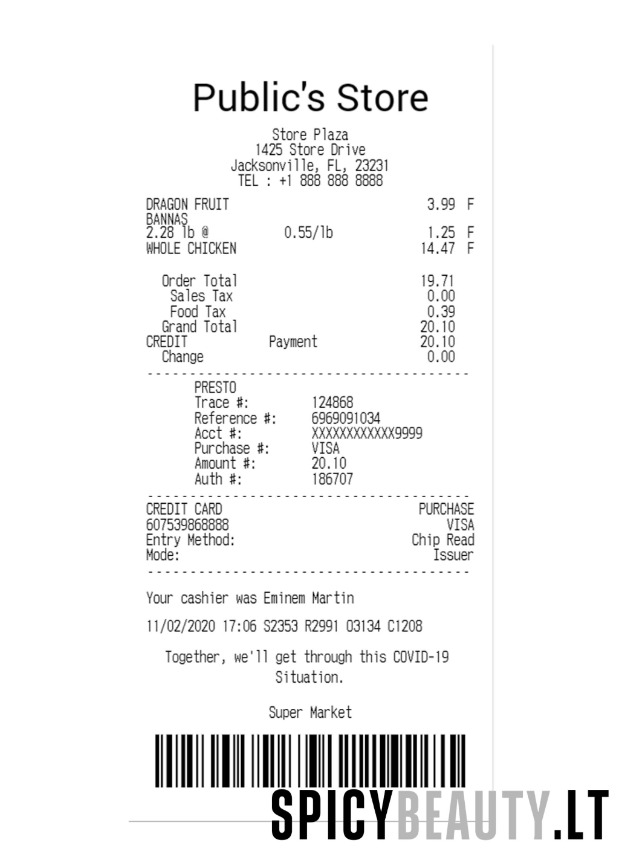 Public's Store
Store Plaza
1425 Store Drive
Jacksonville, FL, 23231
TEL : +1 888 888 8888
DRAGON FRUIT 3.99 F
BANNAS
2.28 lb @ 0.55/lb 1.25 F
WHOLE CHICKEN 14.47 F
Order Total 19.71
Sales Tax 0.00
Food Tax 0.39
Grand Total 20.10
CREDIT Payment 20.10
Change 0.00
PRESTO
Trace #: 124868
Reference #: 6969091034
Acct #: XXXXXXXXXXXX9999
Purchase #: VISA
Amount #: 20.10
Auth #: 186707
CREDIT CARD PURCHASE
607539868888 VISA
Entry Method: Chip Read
Mode: Issuer
Your cashier was Eminem Martin
11/02/2020 17:06 S2353 R2991 O3134 C1208
Together, we'll get through this COVID-19
Situation.
Super Market
SPICYBEAUTY.LT